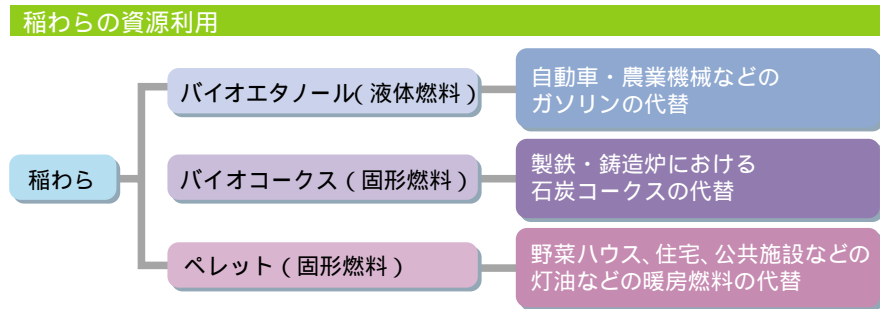 稲わらの資源利用
バイオエタノール(液体燃料)
自動車・農業機械などの
ガソリンの代替
稲わら
バイオコークス(固形燃料)
製鉄・鋳造炉における
石炭コークスの代替
ペレット(固形燃料)
野菜ハウス、住宅、公共施設などの
灯油などの暖房燃料の代替